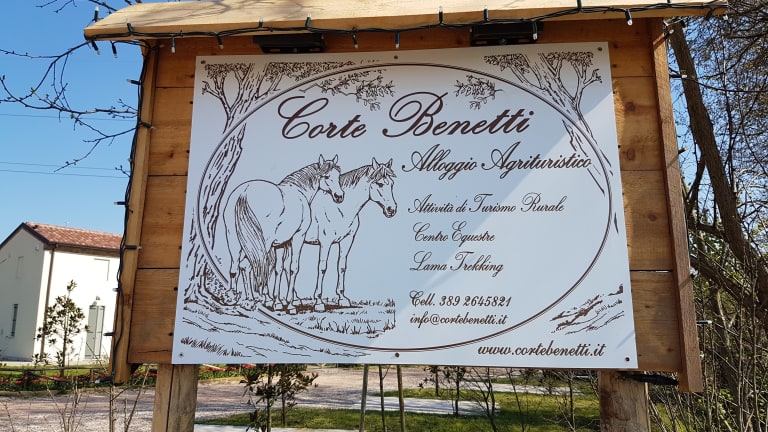 Corte Benetti
Alloggio Agrituristico
Attività di Turismo Rurale
Centro Equestre
Lama Trekking
Cell. 389 2645821
info@cortebenetti.it
www.cortebenetti.it